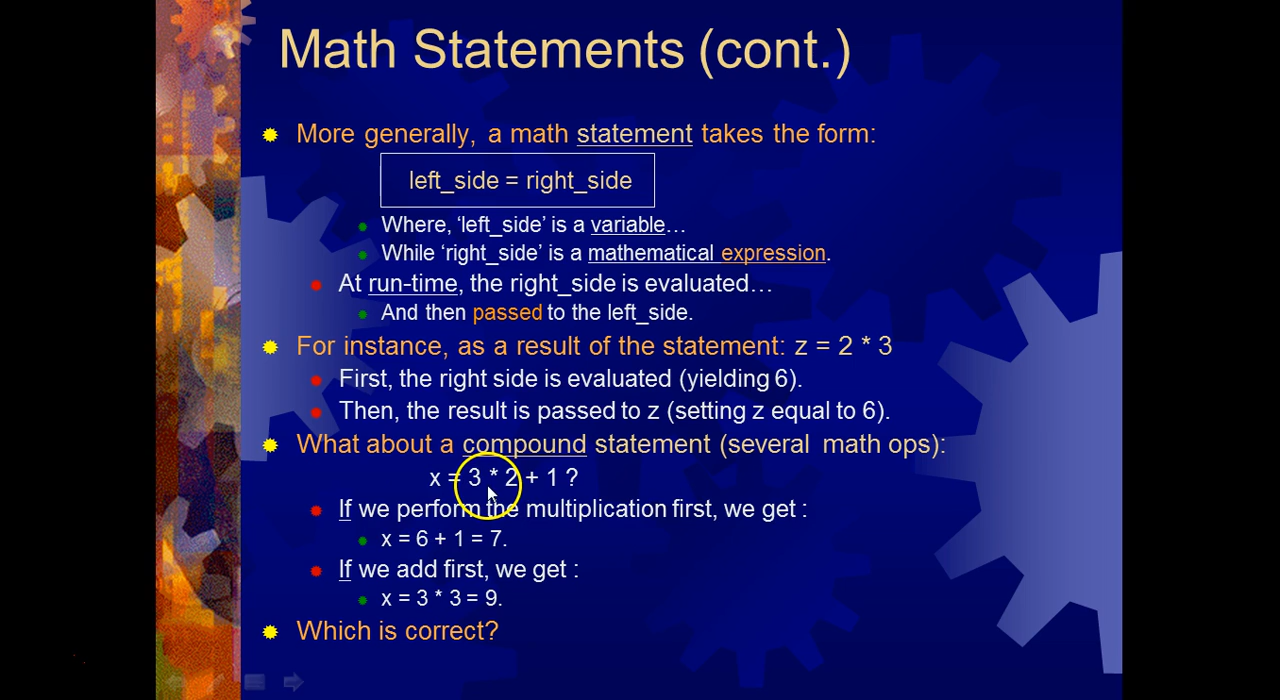 Math Statements (cont.)
More generally, a math statement takes the form:
left_side = right_side
Where, ‘left_side’ is a variable…
While ‘right_side’ is a mathematical expression.
At run-time, the right_side is evaluated…
And then passed to the left_side.
For instance, as a result of the statement: z = 2 * 3
First, the right side is evaluated (yielding 6).
Then, the result is passed to z (setting z equal to 6).
What about a compound statement (several math ops):
x = 3 * 2 + 1 ?
If we perform the multiplication first, we get :
x = 6 + 1 = 7.
If we add first, we get :
x = 3 * 3 = 9.
Which is correct?